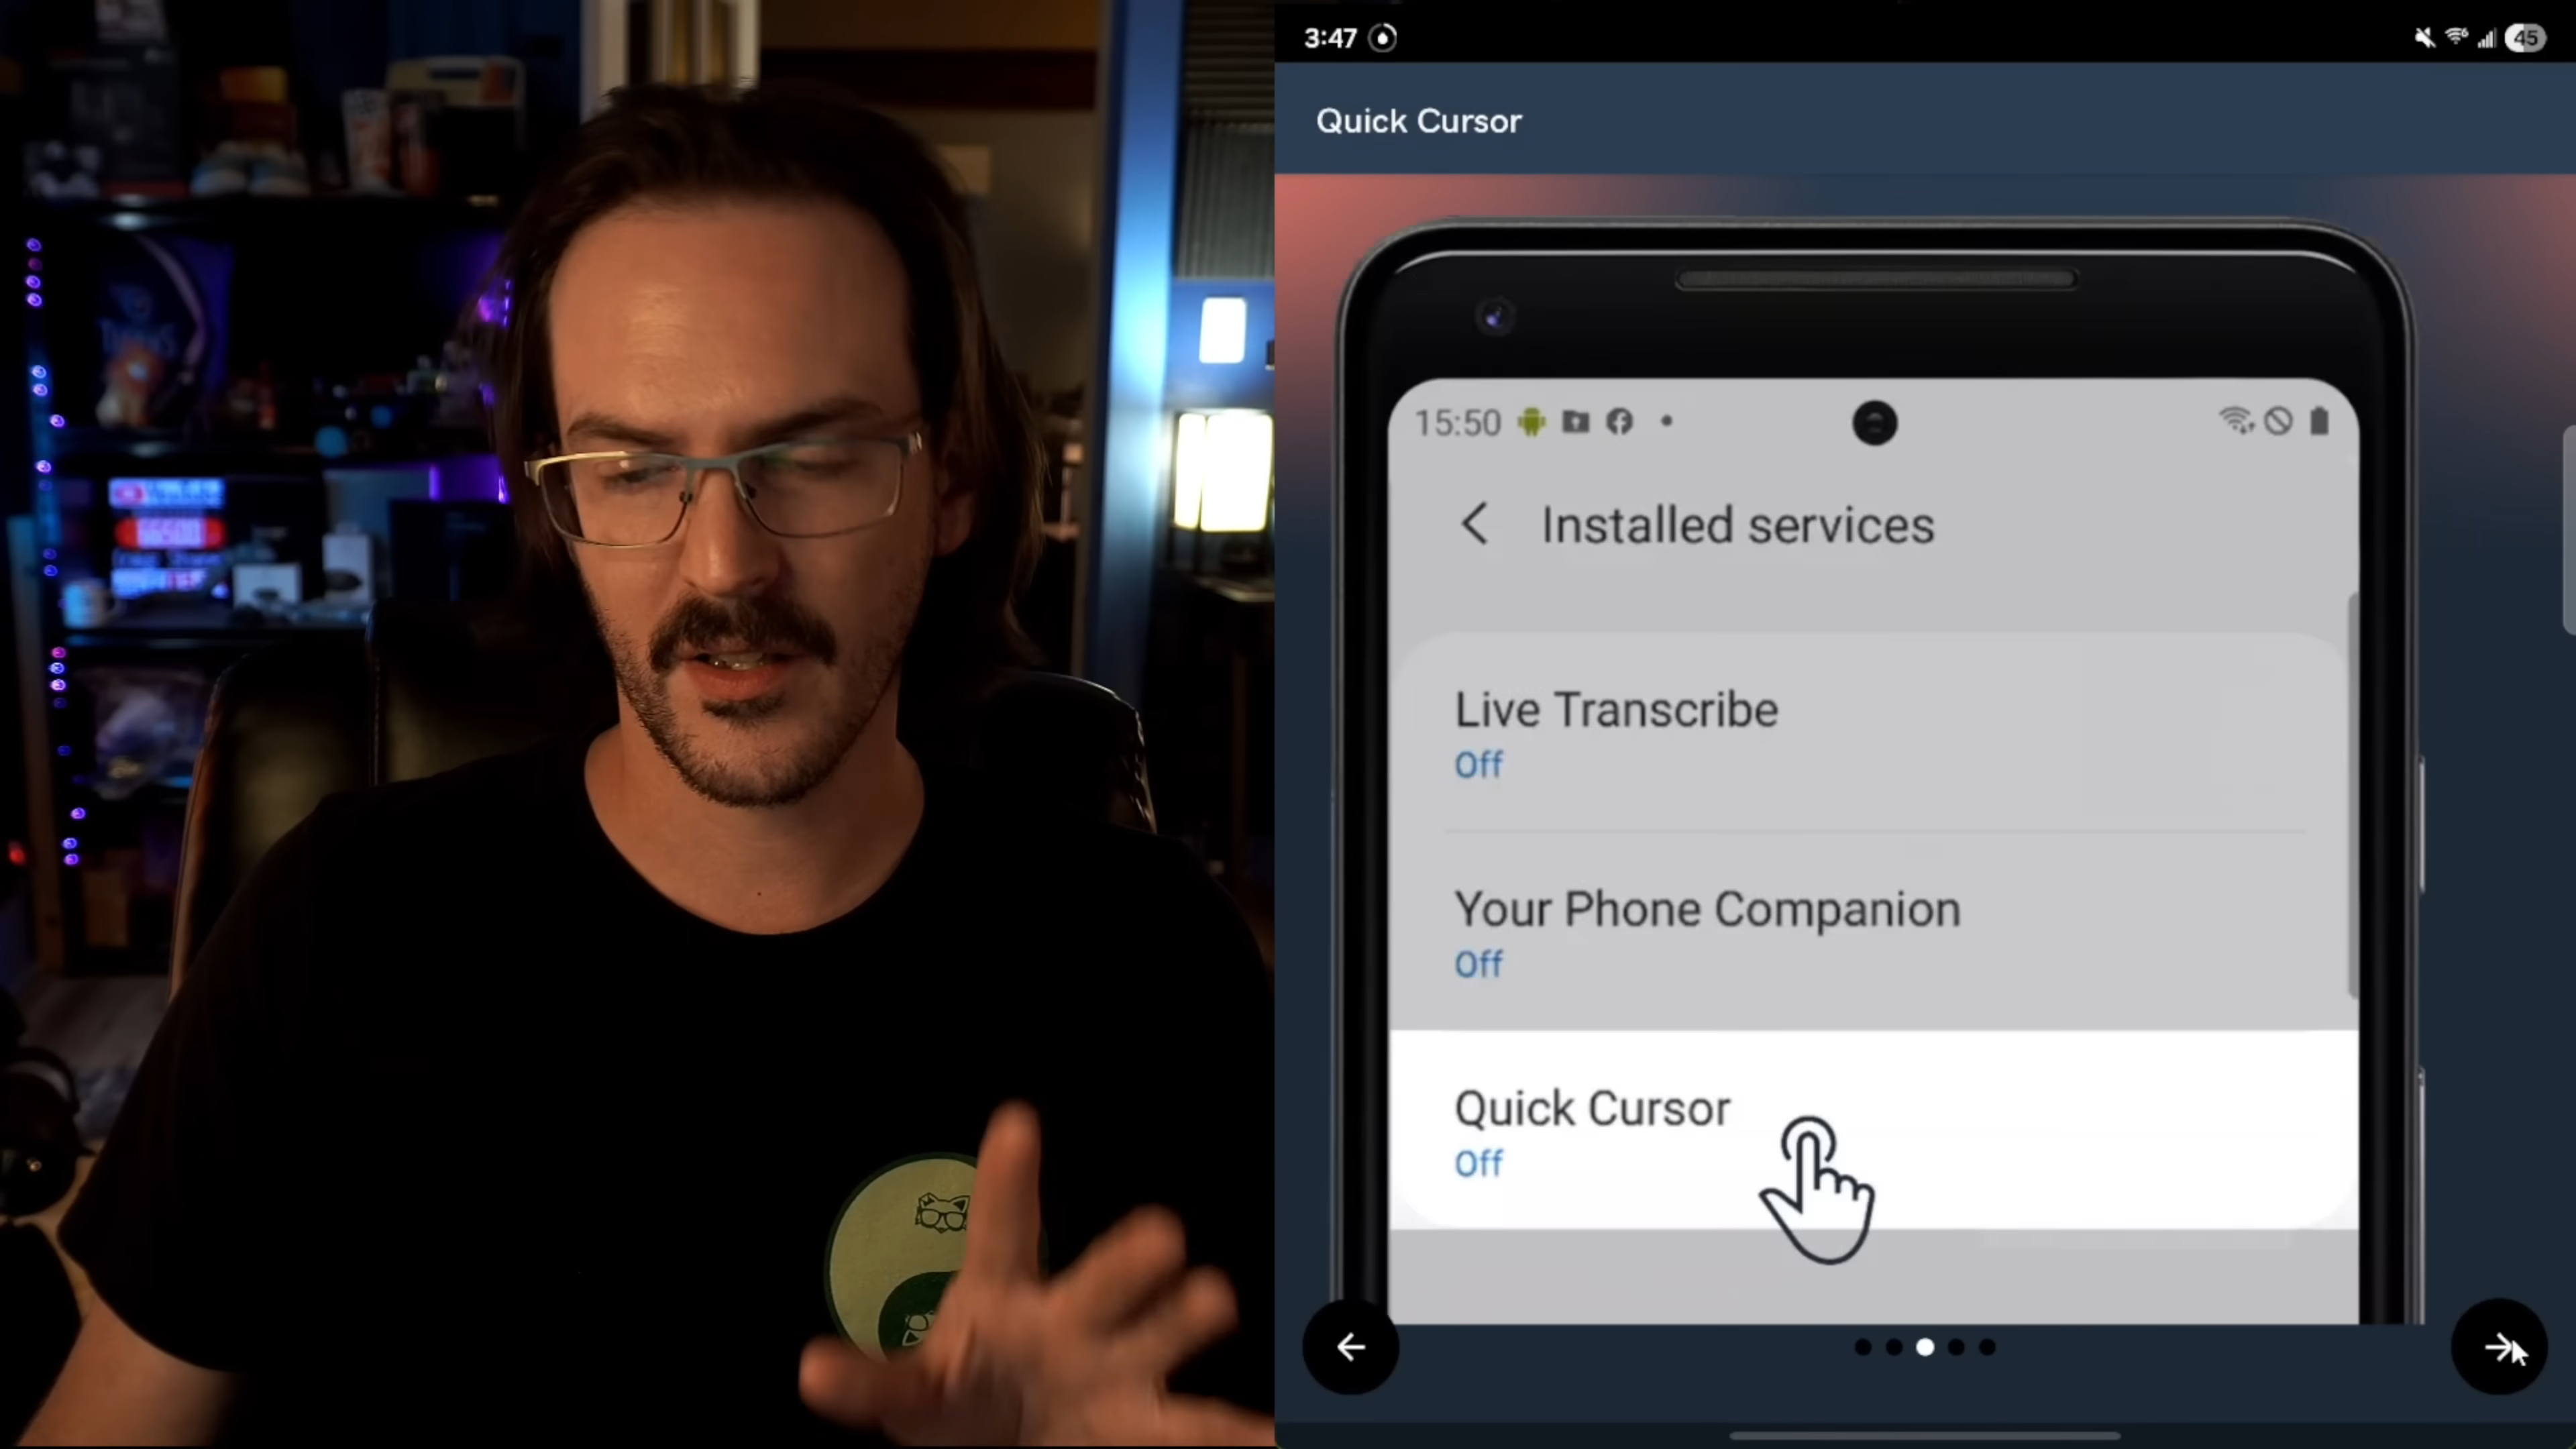 3:47
45
Quick Cursor
15:50
Installed services
Live Transcribe
Off
Your Phone Companion
Off
Quick Cursor
Off